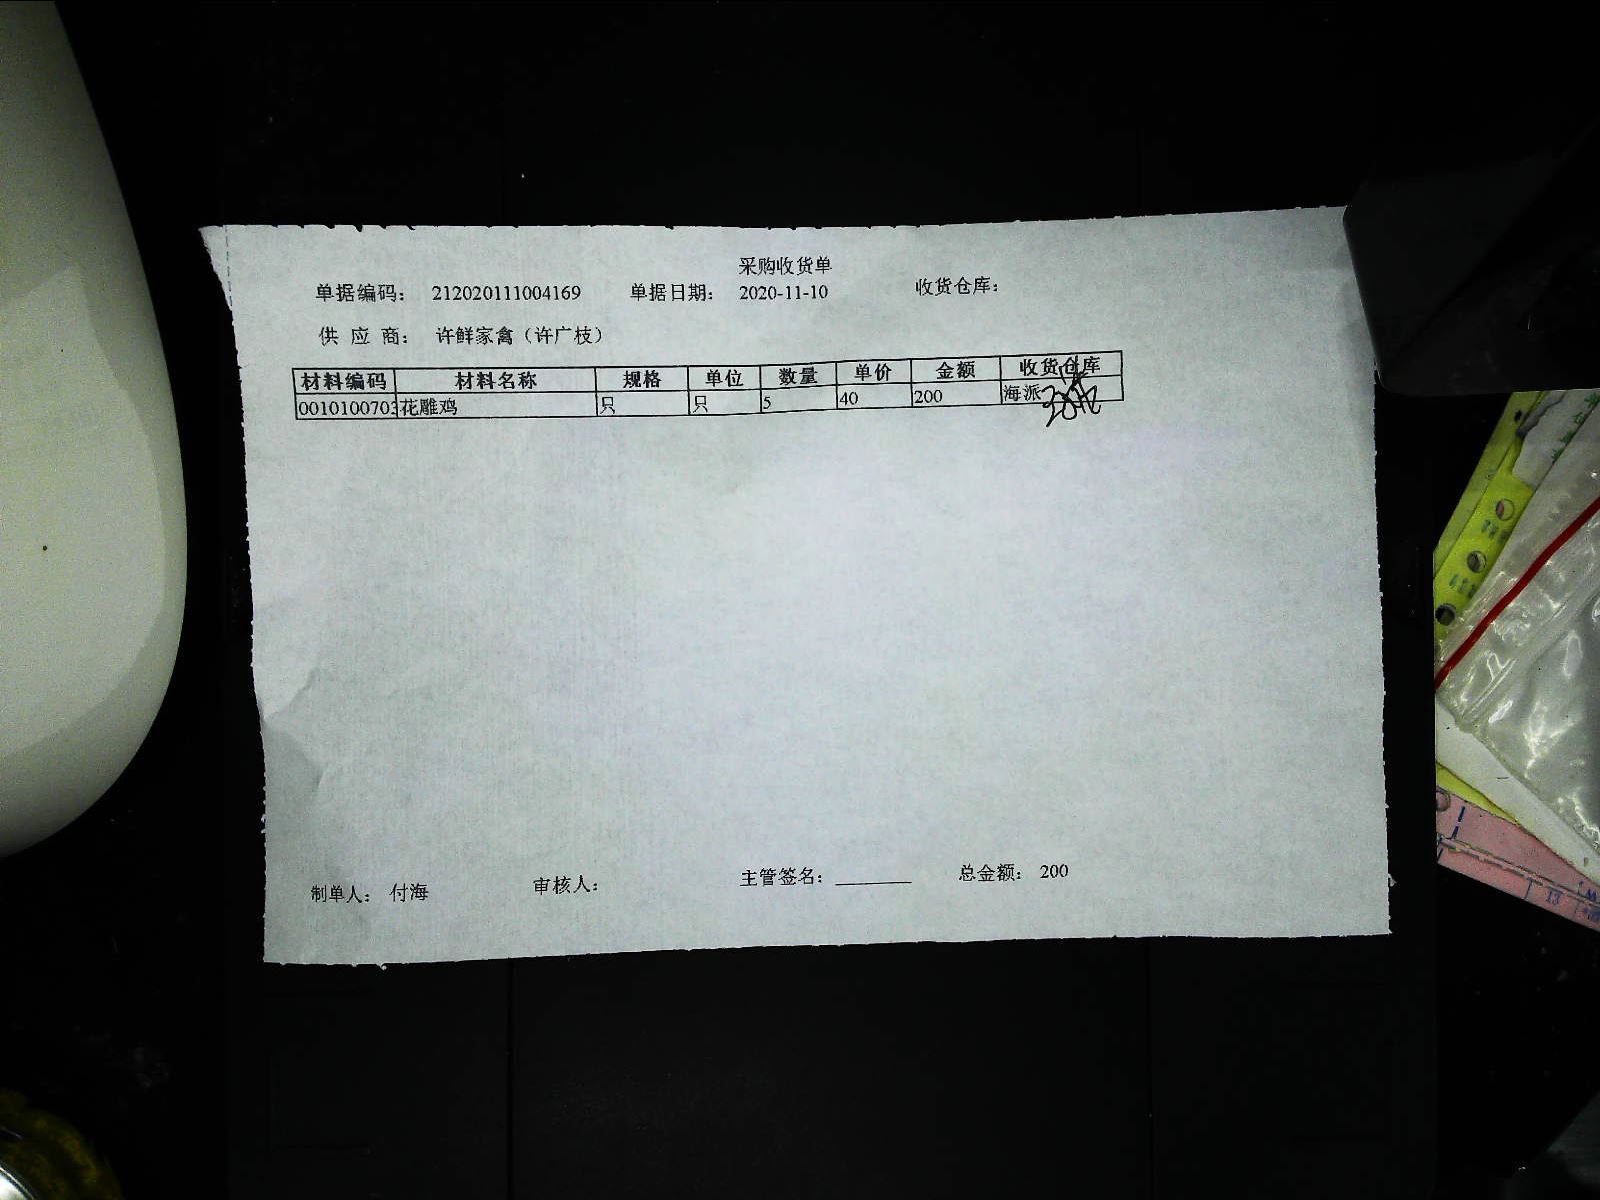 采购收货单
单据编码: 212020111004169 单据日期: 2020-11-10 收货仓库:
供 应 商: 许鲜家禽（许广枝）
材料编码 材料名称 规格 单位 数量 单价 金额 收货仓库
0010100703 花雕鸡 只 只 5 40 200 海派
制单人: 付海 审核人: 主管签名: ________ 总金额: 200